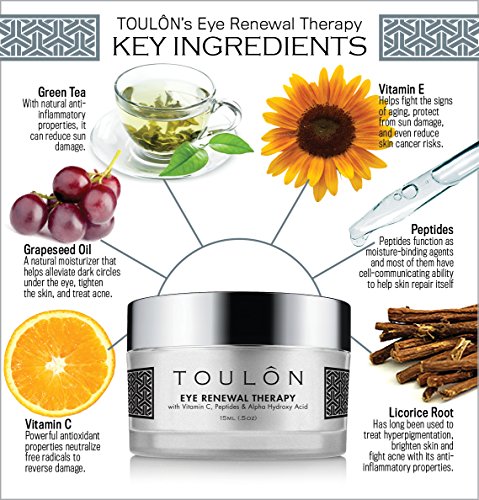 TOULÔN's Eye Renewal Therapy
KEY INGREDIENTS
Green Tea
With natural anti-
inflammatory
properties, it
can reduce sun
damage.
Vitamin E
Helps fight the signs
of aging, protect
from sun damage,
and even reduce
skin cancer risks.
Grapeseed Oil
A natural moisturizer that
helps alleviate dark circles
under the eye, tighten
the skin, and treat acne.
Peptides
Peptides function as
moisture-binding agents
and most of them have
cell-communicating ability
to help skin repair itself
Vitamin C
Powerful antioxidant
properties neutralize
free radicals to
reverse damage.
TOULÔN
EYE RENEWAL THERAPY
with Vitamin C, Peptides & Alpha Hydroxy Acid
15ML (.5oz)
Licorice Root
Has long been used to
treat hyperpigmentation,
brighten skin and
fight acne with its anti-
inflammatory properties.